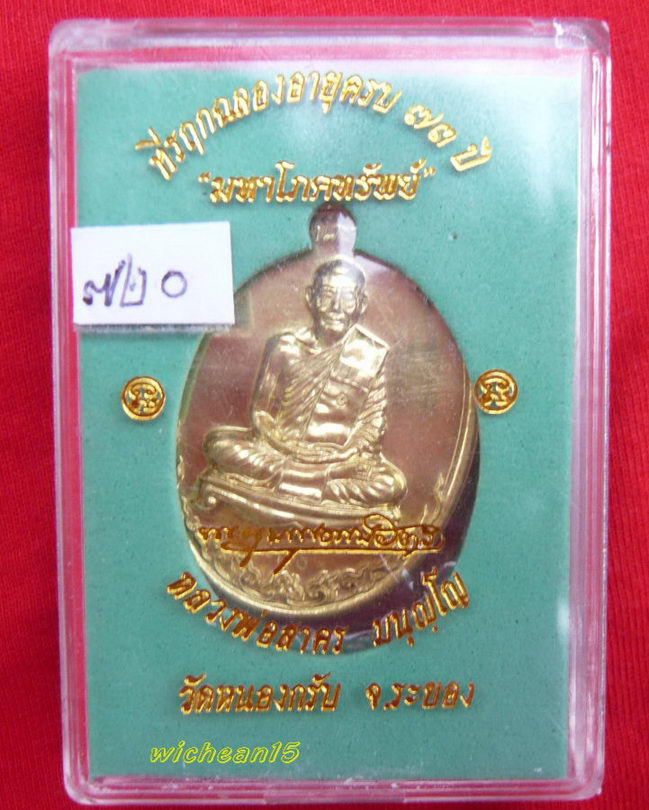 ที่ระฤกฉลองอายุครบ ๗๓ ปี
"มหาโภคทรัพย์"
๗๒๐
หลวงพ่อสาคร มนุญฺโญ
วัดหนองกรับ จ.ระยอง
wichean15